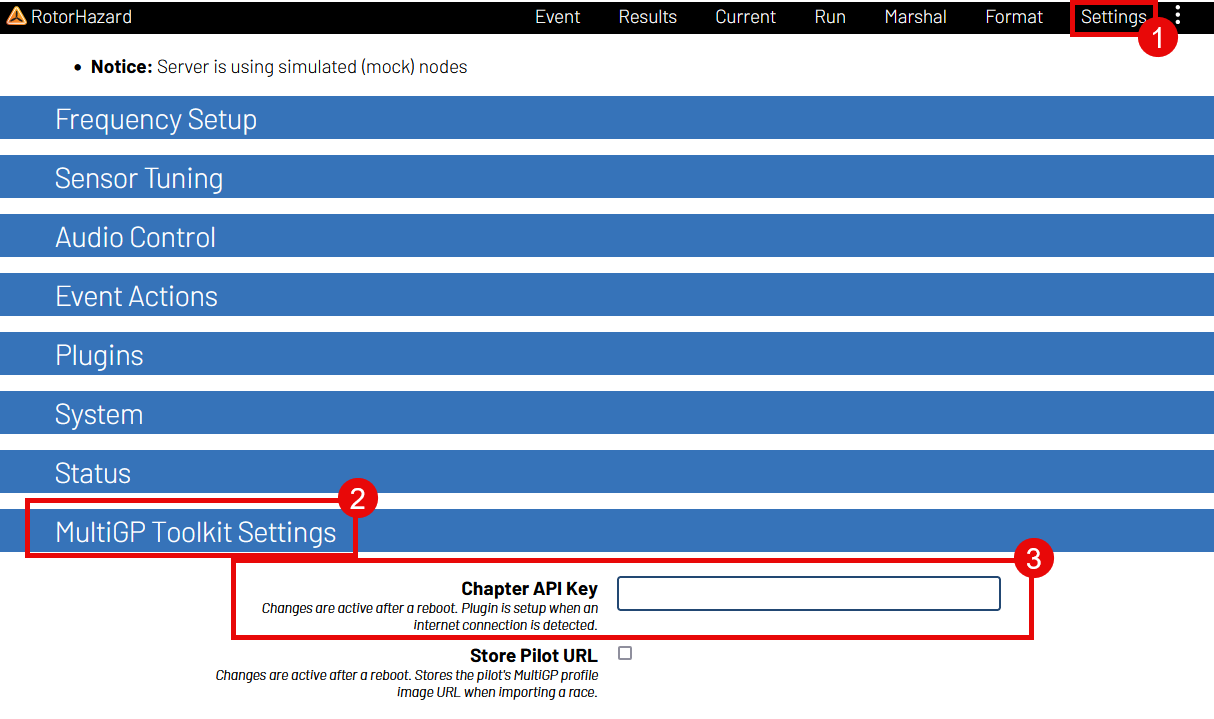 RotorHazard Event Results Current Run Marshal Format Settings
1
• Notice: Server is using simulated (mock) nodes
Frequency Setup
Sensor Tuning
Audio Control
Event Actions
Plugins
System
Status
2
MultiGP Toolkit Settings
3
Chapter API Key
Changes are active after a reboot. Plugin is setup when an
internet connection is detected.
Store Pilot URL
Changes are active after a reboot. Stores the pilot's MultiGP profile
image URL when importing a race.